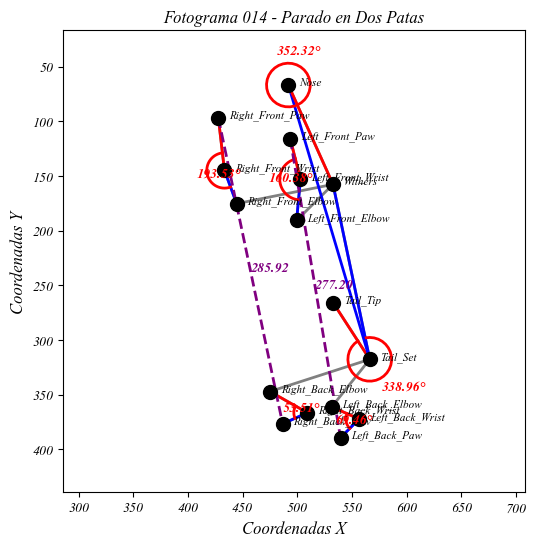 Fotograma 014 - Parado en Dos Patas
352.32°
Nose
Right_Front_Paw
Left_Front_Paw
Right_Front_Wrist
Left_Front_Wrist
Withers
Right_Front_Elbow
Left_Front_Elbow
285.92
277.20
Tail_Tip
Tail_Set
338.96°
Right_Back_Elbow
Left_Back_Elbow
Right_Back_Wrist
Left_Back_Wrist
Left_Back_Paw
50
100
150
200
250
300
350
400
300
350
400
450
500
550
600
650
700
Coordenadas X
Coordenadas Y